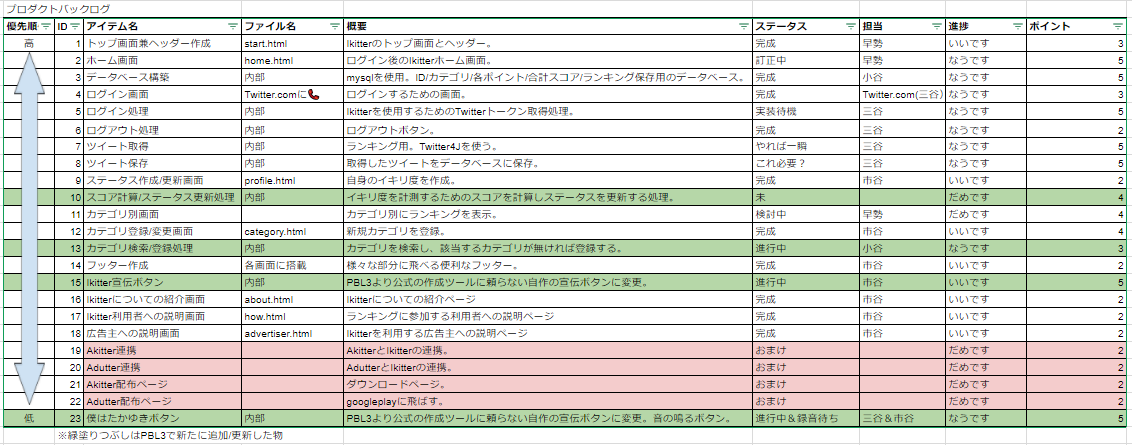 プロダクトバックログ
優先順 ID アイテム名 ファイル名 概要 ステータス 担当 進捗 ポイント
高 1 トップ画面兼ヘッダー作成 start.html Ikitterのトップ画面とヘッダー。 完成 早勢 いいです 3
2 ホーム画面 home.html ログイン後のIkitterホーム画面。 訂正中 早勢 なうです 5
3 データベース構築 内部 mysqlを使用。ID/カテゴリ/各ポイント/合計スコア/ランキング保存用のデータベース。 完成 小谷 なうです 5
4 ログイン画面 Twitter.comに📞 ログインするための画面。 完成 Twitter.com(三谷) なうです 3
5 ログイン処理 内部 Ikitterを使用するためのTwitterトークン取得処理。 実装待機 三谷 なうです 5
6 ログアウト処理 内部 ログアウトボタン。 完成 三谷 なうです 2
7 ツイート取得 内部 ランキング用。Twitter4Jを使う。 やれば一瞬 三谷 なうです 5
8 ツイート保存 内部 取得したツイートをデータベースに保存。 これ必要？ 三谷 なうです 5
9 ステータス作成/更新画面 profile.html 自身のイキリ度を作成。 完成 市谷 いいです 2
10 スコア計算/ステータス更新処理 内部 イキリ度を計測するためのスコアを計算しステータスを更新する処理。 未 だめです 4
11 カテゴリ別画面 カテゴリ別にランキングを表示。 検討中 早勢 だめです 4
12 カテゴリ登録/変更画面 category.html 新規カテゴリを登録。 完成 市谷 いいです 4
13 カテゴリ検索/登録処理 内部 カテゴリを検索し、該当するカテゴリが無ければ登録する。 進行中 小谷 なうです 3
14 フッター作成 各画面に搭載 様々な部分に飛べる便利なフッター。 完成 市谷 いいです 2
15 Ikitter宣伝ボタン 内部 PBL3より公式の作成ツールに頼らない自作の宣伝ボタンに変更。 進行中 市谷 いいです 5
16 Ikitterについての紹介画面 about.html Ikitterについての紹介ページ 完成 市谷 いいです 2
17 Ikitter利用者への説明画面 how.html ランキングに参加する利用者への説明ページ 完成 市谷 いいです 2
18 広告主への説明画面 advertiser.html Ikitterを利用する広告主への説明ページ 完成 市谷 いいです 2
19 Akitter連携 AkitterとIkitterの連携。 おまけ だめです 2
20 Adutter連携 AdutterとIkitterの連携。 おまけ だめです 2
21 Akitter配布ページ ダウンロードページ。 おまけ だめです 2
22 Adutter配布ページ googleplayに飛ばす。 おまけ だめです 2
低 23 僕はたかゆきボタン 内部 PBL3より公式の作成ツールに頼らない自作の宣伝ボタンに変更。音の鳴るボタン。 進行中＆録音待ち 三谷＆市谷 なうです 5
※緑塗りつぶしはPBL3で新たに追加/更新した物